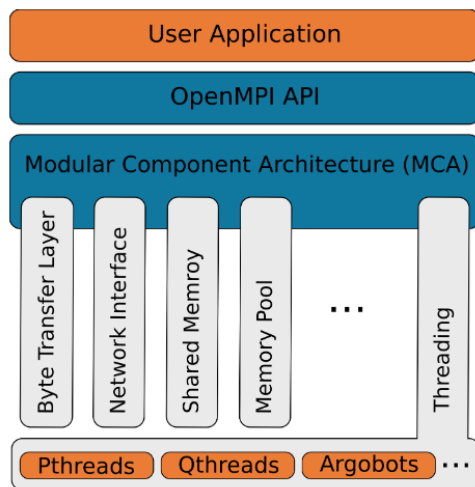 User Application
OpenMPI API
Modular Component Architecture (MCA)
Byte Transfer Layer
Network Interface
Shared Memroy
Memory Pool
...
Threading
Pthreads
Qthreads
Argobots
...